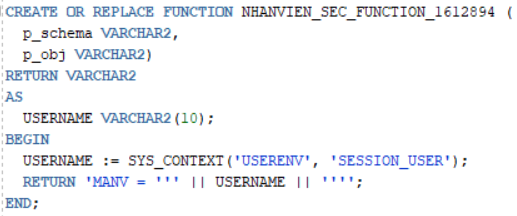 CREATE OR REPLACE FUNCTION NHANVIEN_SEC_FUNCTION_1612894 (
p_schema VARCHAR2,
p_obj VARCHAR2)
RETURN VARCHAR2
AS
USERNAME VARCHAR2(10);
BEGIN
USERNAME := SYS_CONTEXT('USERENV', 'SESSION_USER');
RETURN 'MANV = ''' || USERNAME || '''';
END;